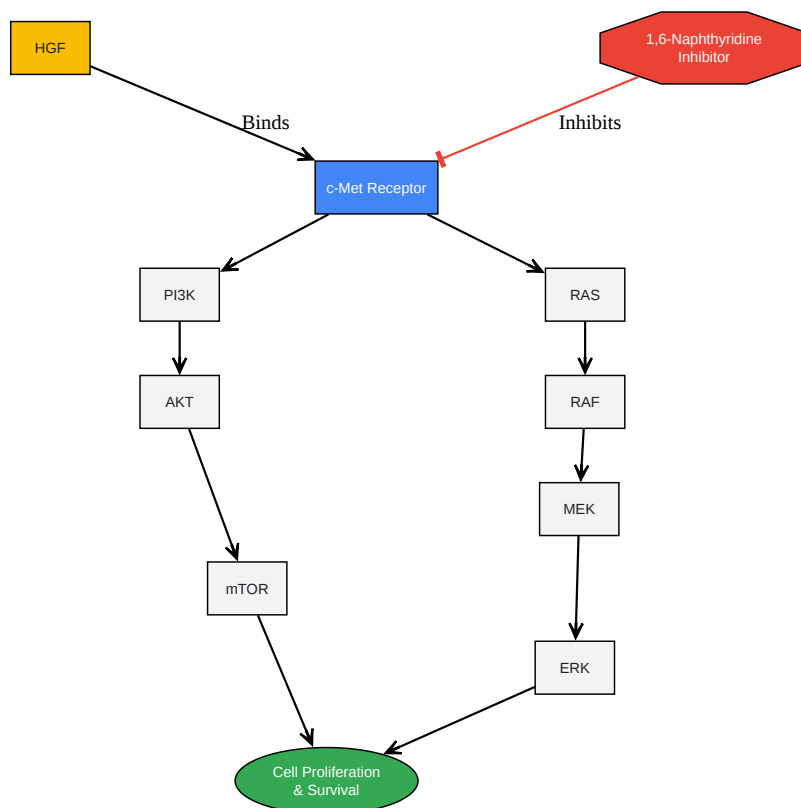 HGF
1,6-Naphthyridine
Inhibitor
Binds
Inhibits
c-Met Receptor
PI3K
RAS
AKT
RAF
MEK
mTOR
ERK
Cell Proliferation
& Survival